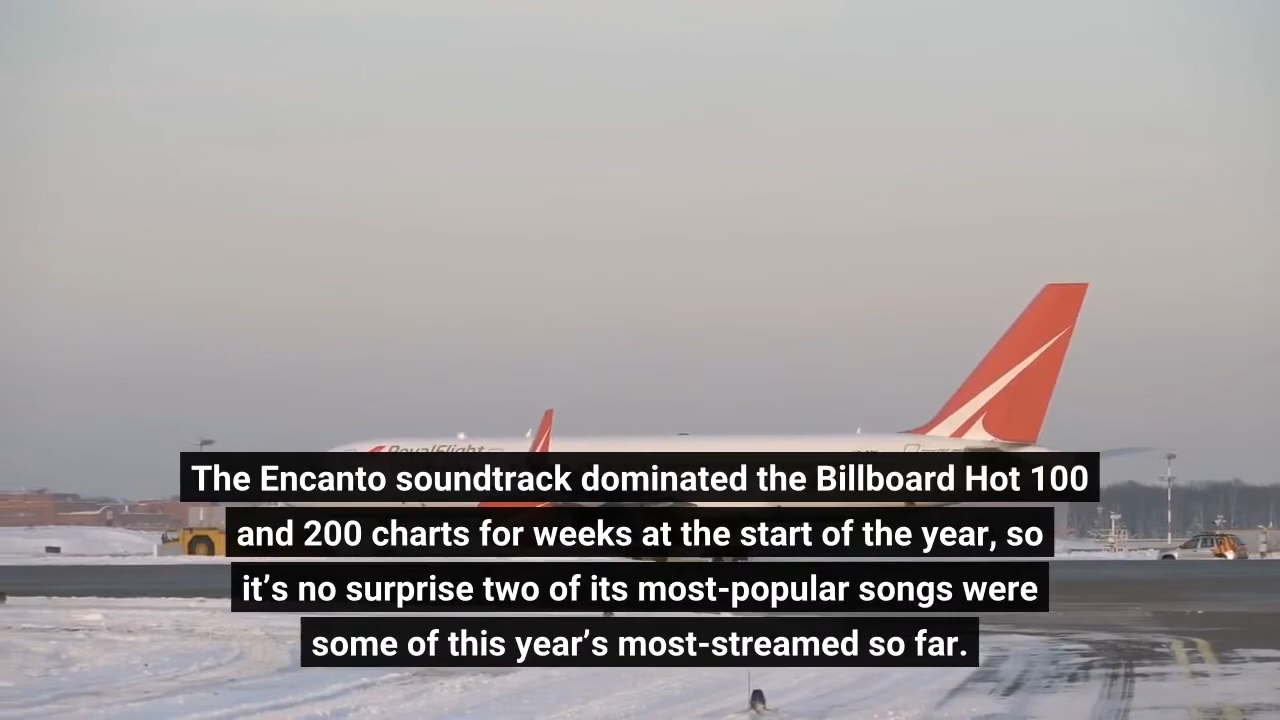 RoyalFlight
The Encanto soundtrack dominated the Billboard Hot 100
and 200 charts for weeks at the start of the year, so
it’s no surprise two of its most-popular songs were
some of this year’s most-streamed so far.